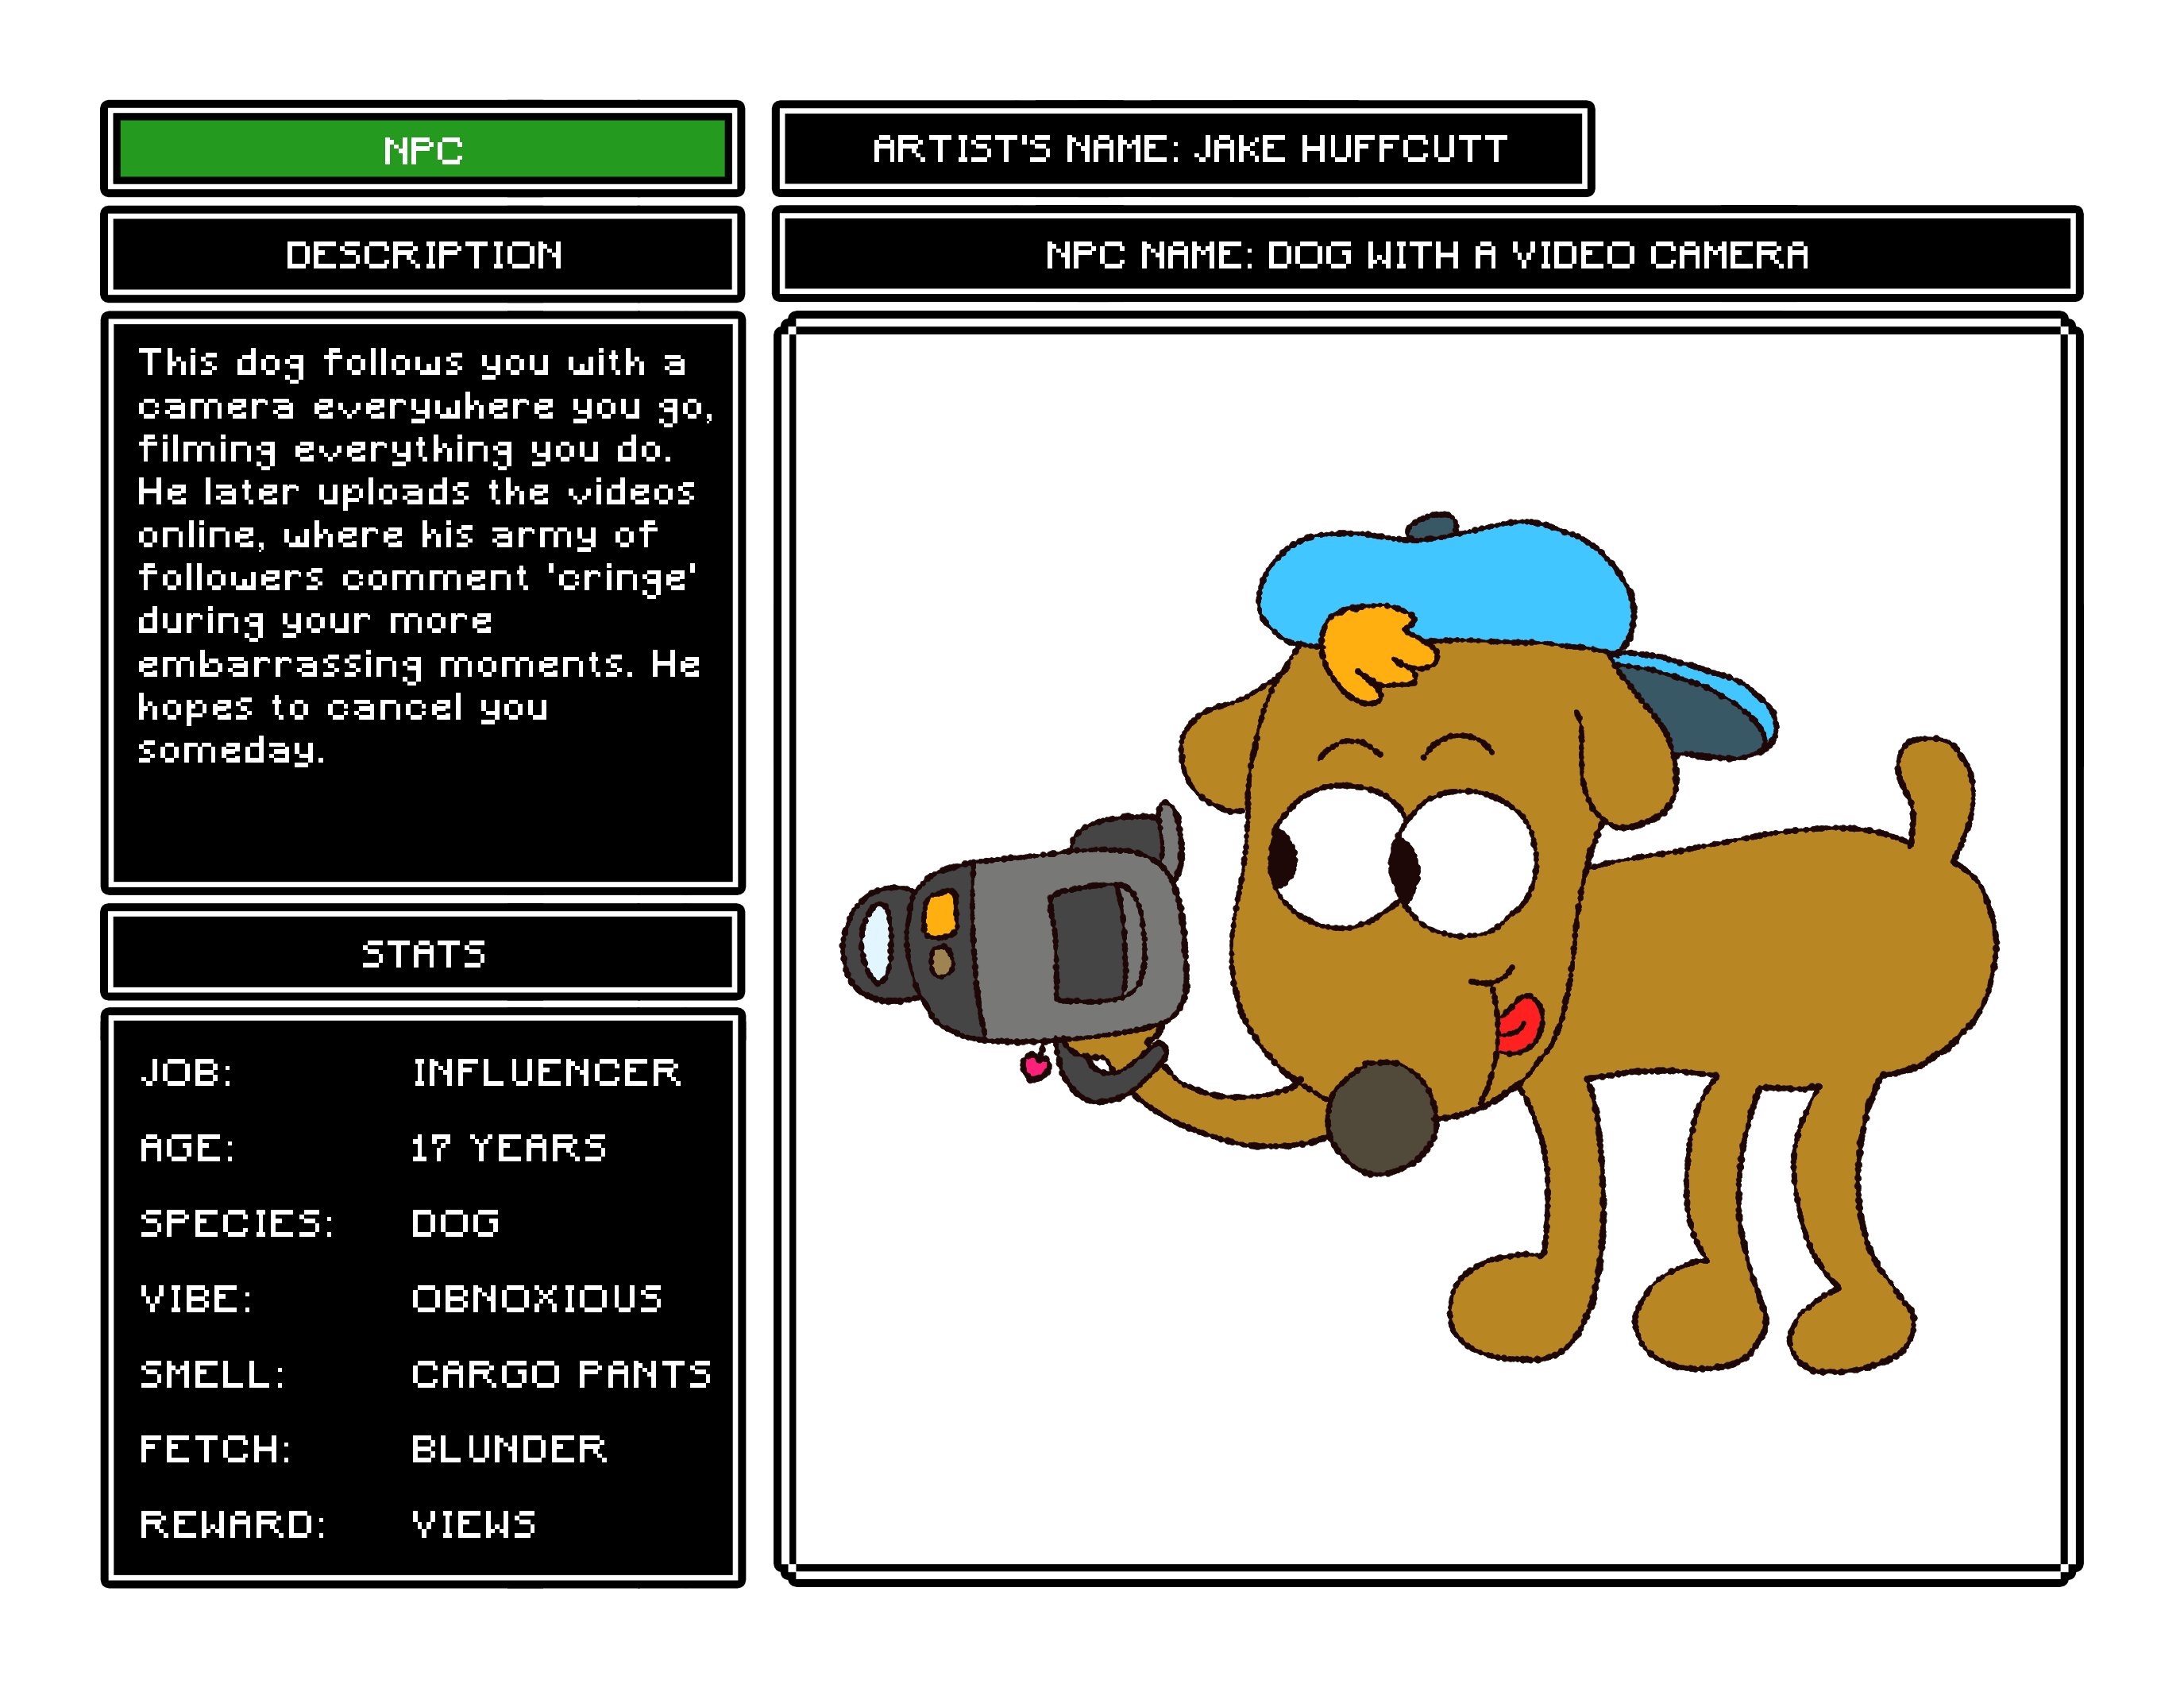 NPC
ARTIST'S NAME: JAKE HUFFCUTT
DESCRIPTION
NPC NAME: DOG WITH A VIDEO CAMERA
This dog follows you with a
camera everywhere you go,
filming everything you do.
He later uploads the videos
online, where his army of
followers comment 'cringe'
during your more
embarrassing moments. He
hopes to cancel you
someday.
STATS
JOB: INFLUENCER
AGE: 17 YEARS
SPECIES: DOG
VIBE: OBNOXIOUS
SMELL: CARGO PANTS
FETCH: BLUNDER
REWARD: VIEWS